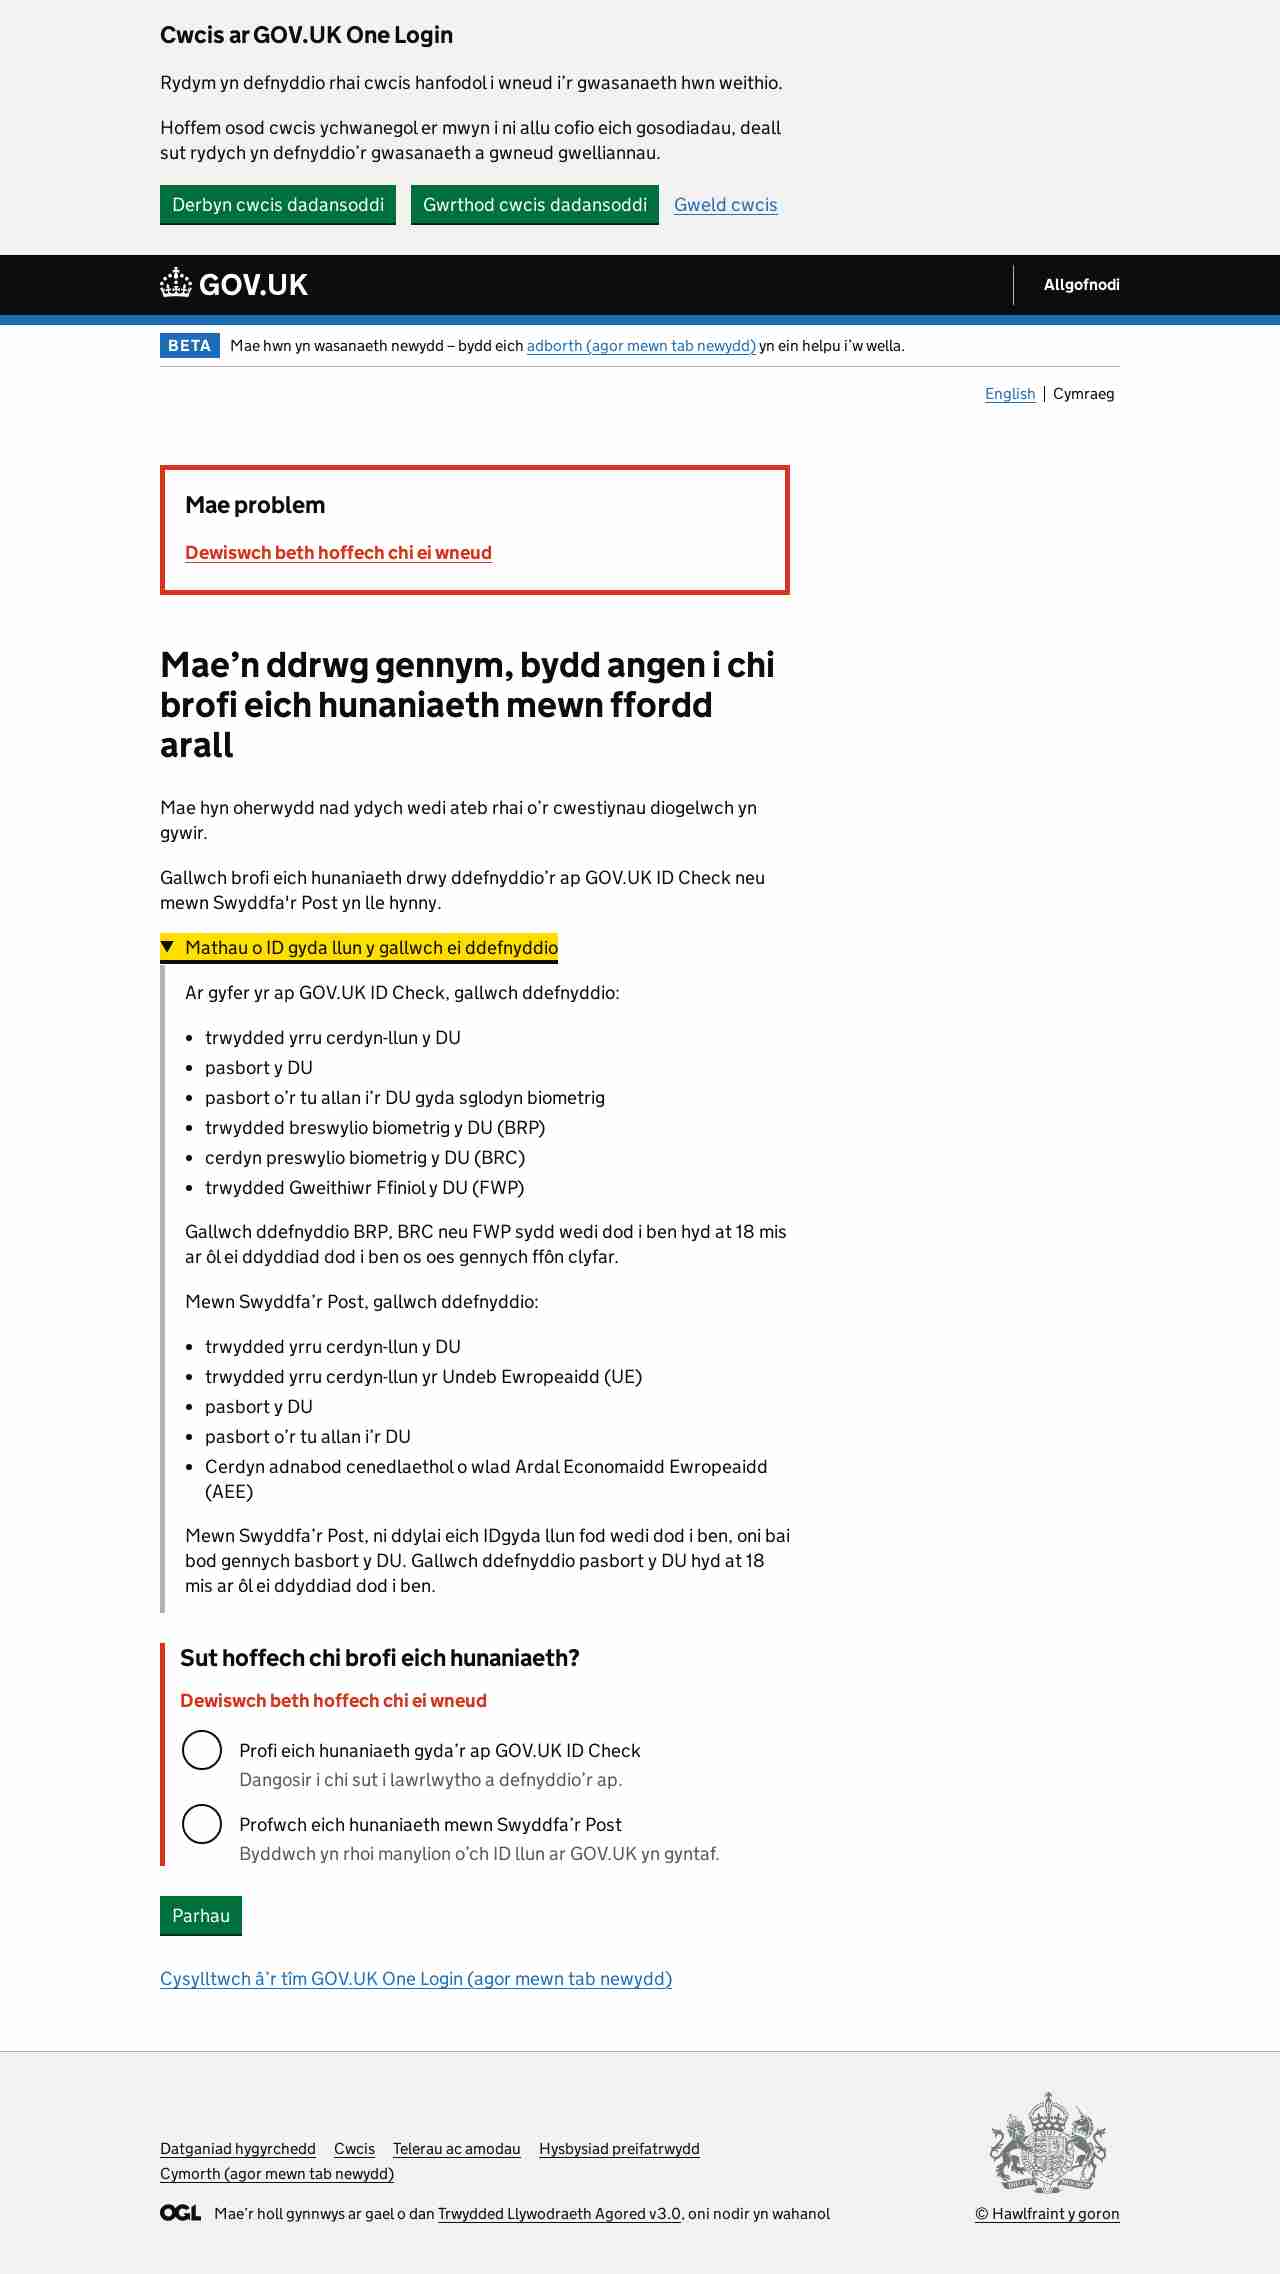 Cwcis ar GOV.UK One Login
Rydym yn defnyddio rhai cwcis hanfodol i wneud i’r gwasanaeth hwn weithio.
Hoffem osod cwcis ychwanegol er mwyn i ni allu cofio eich gosodiadau, deall
sut rydych yn defnyddio’r gwasanaeth a gwneud gwelliannau.
Derbyn cwcis dadansoddi Gwrthod cwcis dadansoddi Gweld cwcis
GOV.UK Allgofnodi
BETA Mae hwn yn wasanaeth newydd – bydd eich adborth (agor mewn tab newydd) yn ein helpu i’w wella.
English Cymraeg
Mae problem
Dewiswch beth hoffech chi ei wneud
Mae’n ddrwg gennym, bydd angen i chi
brofi eich hunaniaeth mewn ffordd
arall
Mae hyn oherwydd nad ydych wedi ateb rhai o’r cwestiynau diogelwch yn
gywir.
Gallwch brofi eich hunaniaeth drwy ddefnyddio’r ap GOV.UK ID Check neu
mewn Swyddfa'r Post yn lle hynny.
Mathau o ID gyda llun y gallwch ei ddefnyddio
Ar gyfer yr ap GOV.UK ID Check, gallwch ddefnyddio:
• trwydded yrru cerdyn-llun y DU
• pasbort y DU
• pasbort o’r tu allan i’r DU gyda sglodyn biometrig
• trwydded breswylio biometrig y DU (BRP)
• cerdyn preswylio biometrig y DU (BRC)
• trwydded Gweithiwr Ffiniol y DU (FWP)
Gallwch ddefnyddio BRP, BRC neu FWP sydd wedi dod i ben hyd at 18 mis
ar ôl ei ddyddiad dod i ben os oes gennych ffôn clyfar.
Mewn Swyddfa’r Post, gallwch ddefnyddio:
• trwydded yrru cerdyn-llun y DU
• trwydded yrru cerdyn-llun yr Undeb Ewropeaidd (UE)
• pasbort y DU
• pasbort o’r tu allan i’r DU
• Cerdyn adnabod cenedlaethol o wlad Ardal Economaidd Ewropeaidd
(AEE)
Mewn Swyddfa’r Post, ni ddylai eich IDgyda llun fod wedi dod i ben, oni bai
bod gennych basbort y DU. Gallwch ddefnyddio pasbort y DU hyd at 18
mis ar ôl ei ddyddiad dod i ben.
Sut hoffech chi brofi eich hunaniaeth?
Dewiswch beth hoffech chi ei wneud
Profi eich hunaniaeth gyda’r ap GOV.UK ID Check
Dangosir i chi sut i lawrlwytho a defnyddio’r ap.
Profwch eich hunaniaeth mewn Swyddfa’r Post
Byddwch yn rhoi manylion o’ch ID llun ar GOV.UK yn gyntaf.
Parhau
Cysylltwch â’r tîm GOV.UK One Login (agor mewn tab newydd)
Datganiad hygyrchedd Cwcis Telerau ac amodau Hysbysiad preifatrwydd
Cymorth (agor mewn tab newydd)
OGL Mae’r holl gynnwys ar gael o dan Trwydded Llywodraeth Agored v3.0, oni nodir yn wahanol
© Hawlfraint y goron